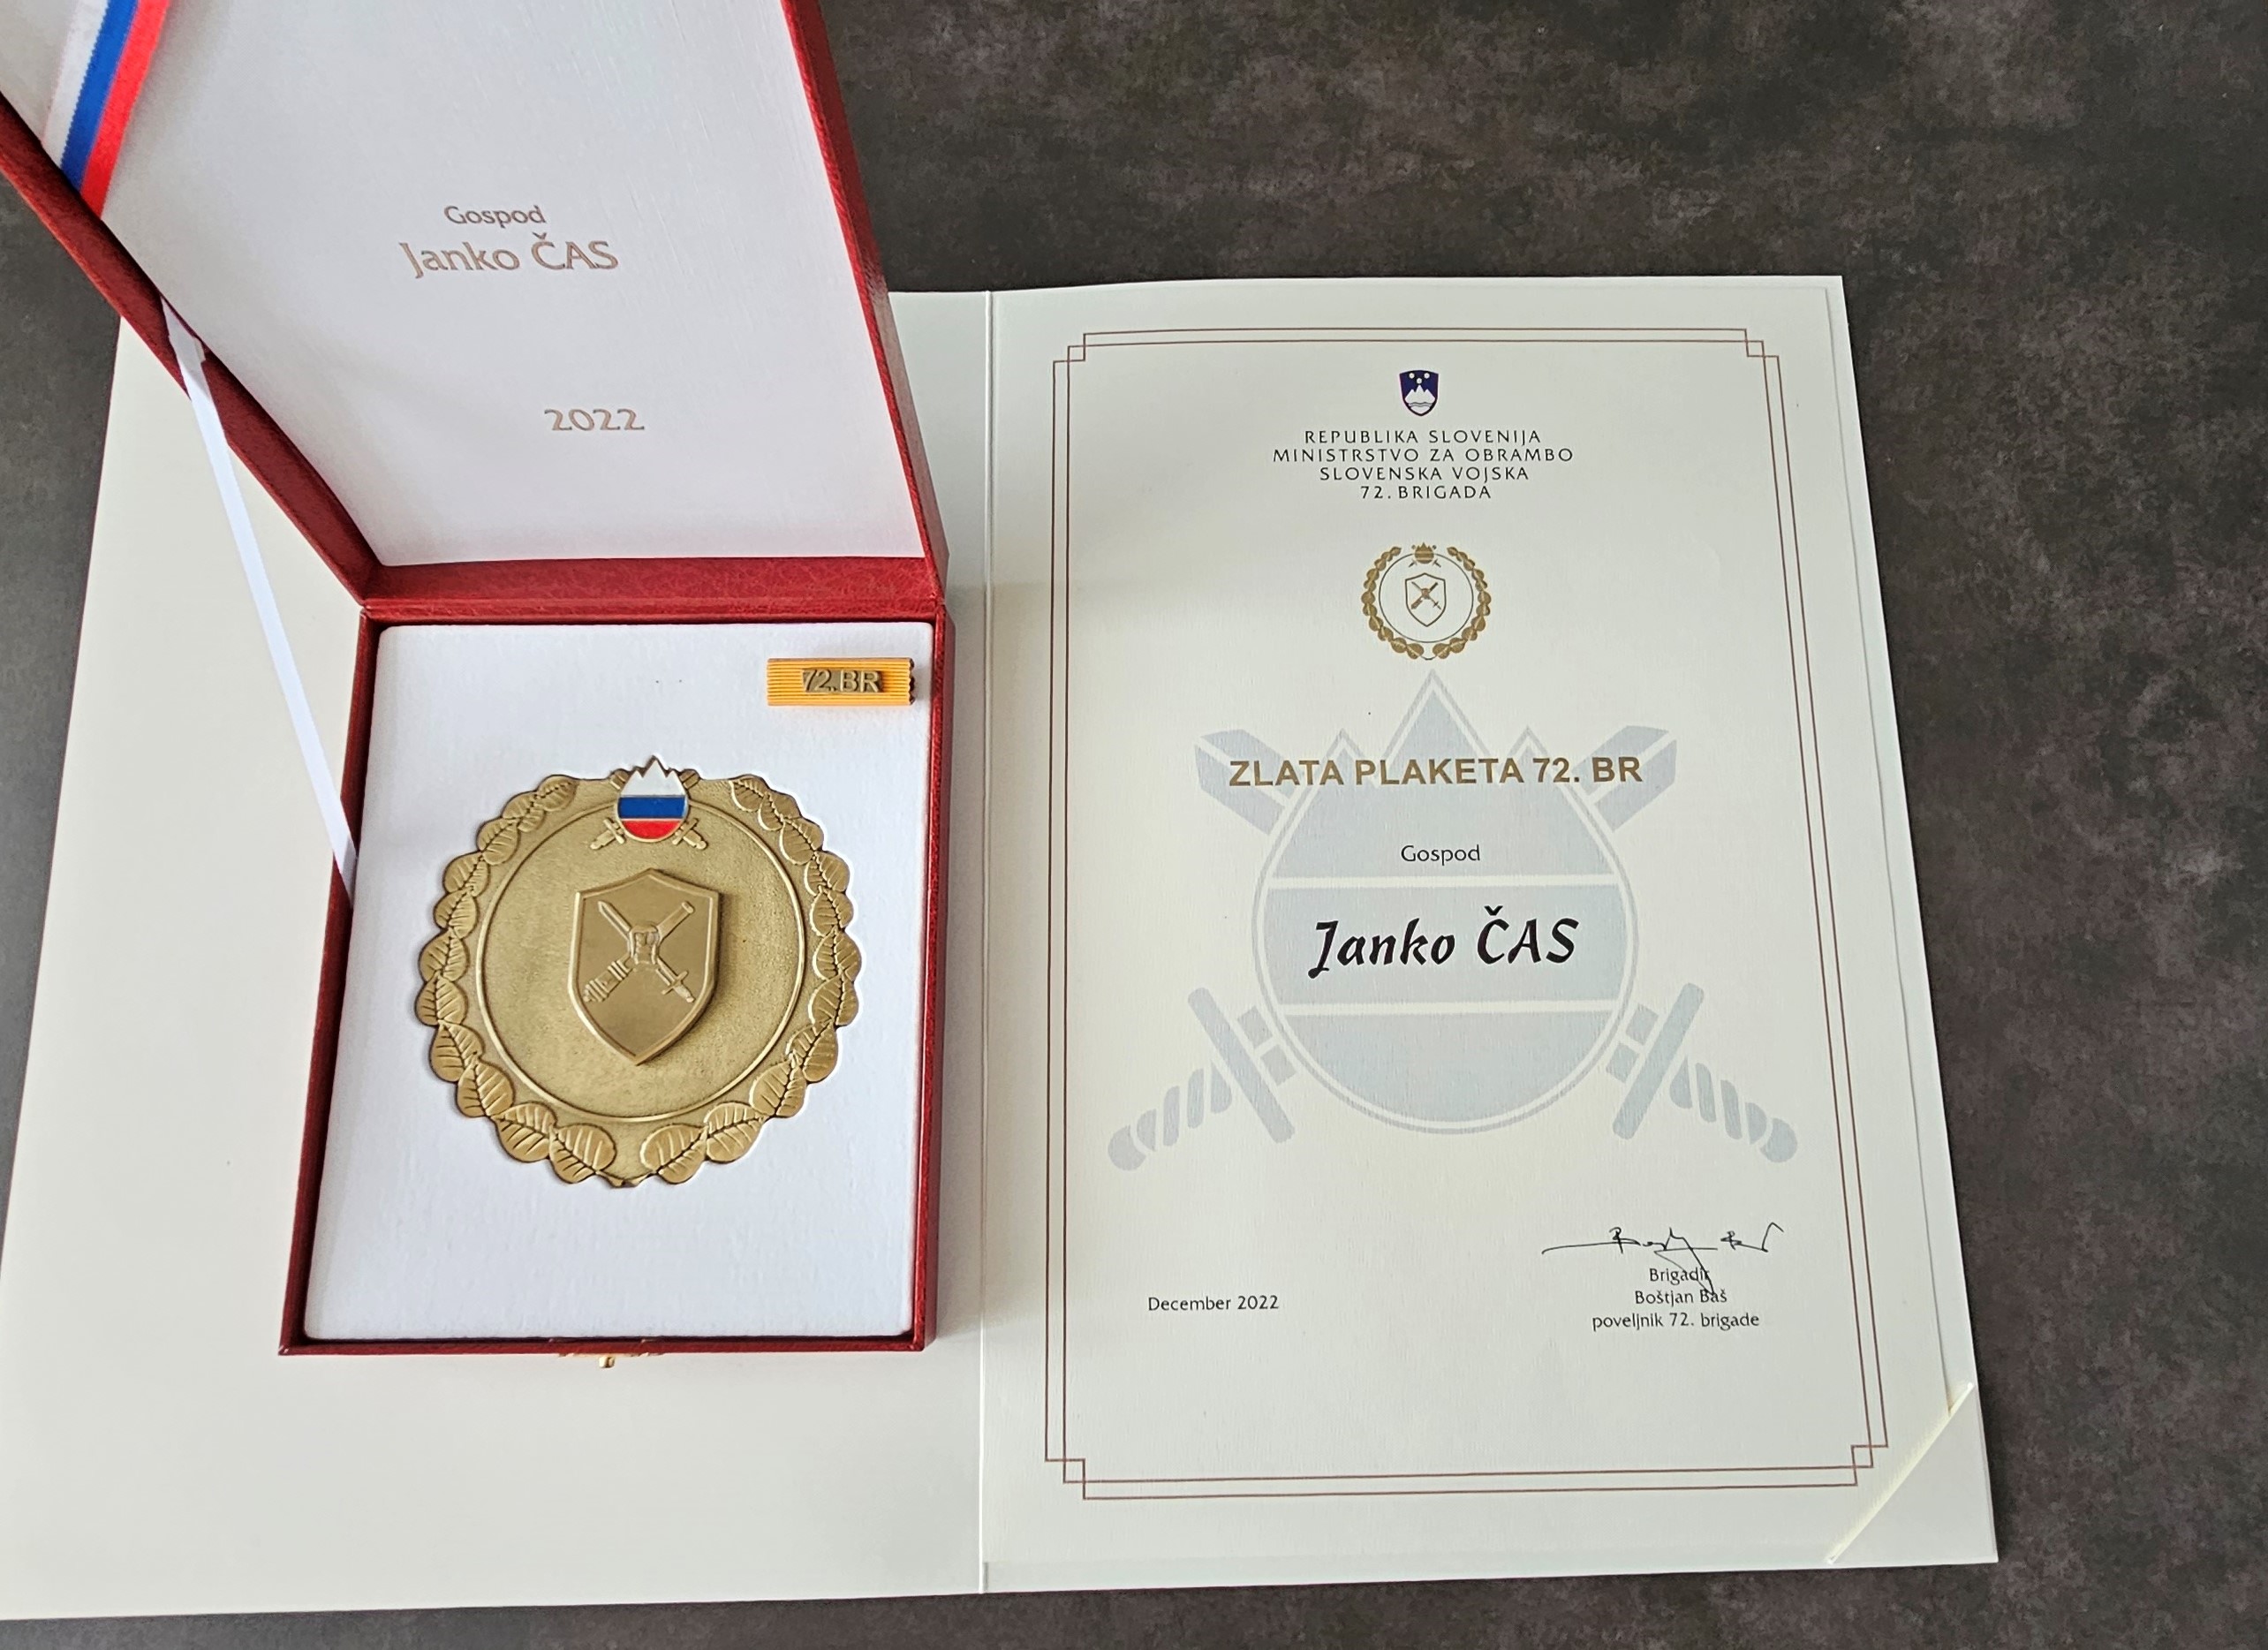 Gospod
Janko ČAS
2022
72.BR
REPUBLIKA SLOVENIJA
MINISTRSTVO ZA OBRAMBO
SLOVENSKA VOJSKA
72. BRIGADA
ZLATA PLAKETA 72. BR
Gospod
Janko ČAS
December 2022
Brigadir
Boštjan Baš
poveljnik 72. brigade